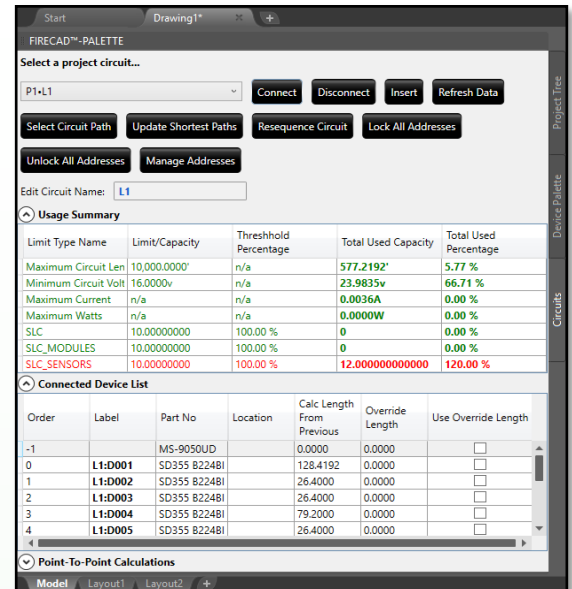 Start Drawing1* × +
FIRECAD™-PALETTE
Select a project circuit...
P1•L1 Connect Disconnect Insert Refresh Data
Select Circuit Path Update Shortest Paths Resequence Circuit Lock All Addresses
Unlock All Addresses Manage Addresses
Edit Circuit Name: L1
Usage Summary
Limit Type Name Limit/Capacity Threshhold Percentage Total Used Capacity Total Used Percentage
Maximum Circuit Len 10,000.0000' n/a 577.2192' 5.77 %
Minimum Circuit Volt 16.0000v n/a 23.9835v 66.71 %
Maximum Current n/a n/a 0.0036A 0.00 %
Maximum Watts n/a n/a 0.0000W 0.00 %
SLC 10.00000000 100.00 % 0 0.00 %
SLC_MODULES 10.00000000 100.00 % 0 0.00 %
SLC_SENSORS 10.00000000 100.00 % 12.000000000000 120.00 %
Connected Device List
Order Label Part No Location Calc Length From Previous Override Length Use Override Length
-1 MS-9050UD 0.0000 0.0000
0 L1:D001 SD355 B224BI 128.4192 0.0000
1 L1:D002 SD355 B224BI 26.4000 0.0000
2 L1:D003 SD355 B224BI 26.4000 0.0000
3 L1:D004 SD355 B224BI 79.2000 0.0000
4 L1:D005 SD355 B224BI 26.4000 0.0000
Point-To-Point Calculations
Model Layout1 Layout2 +
Project Tree
Device Palette
Circuits